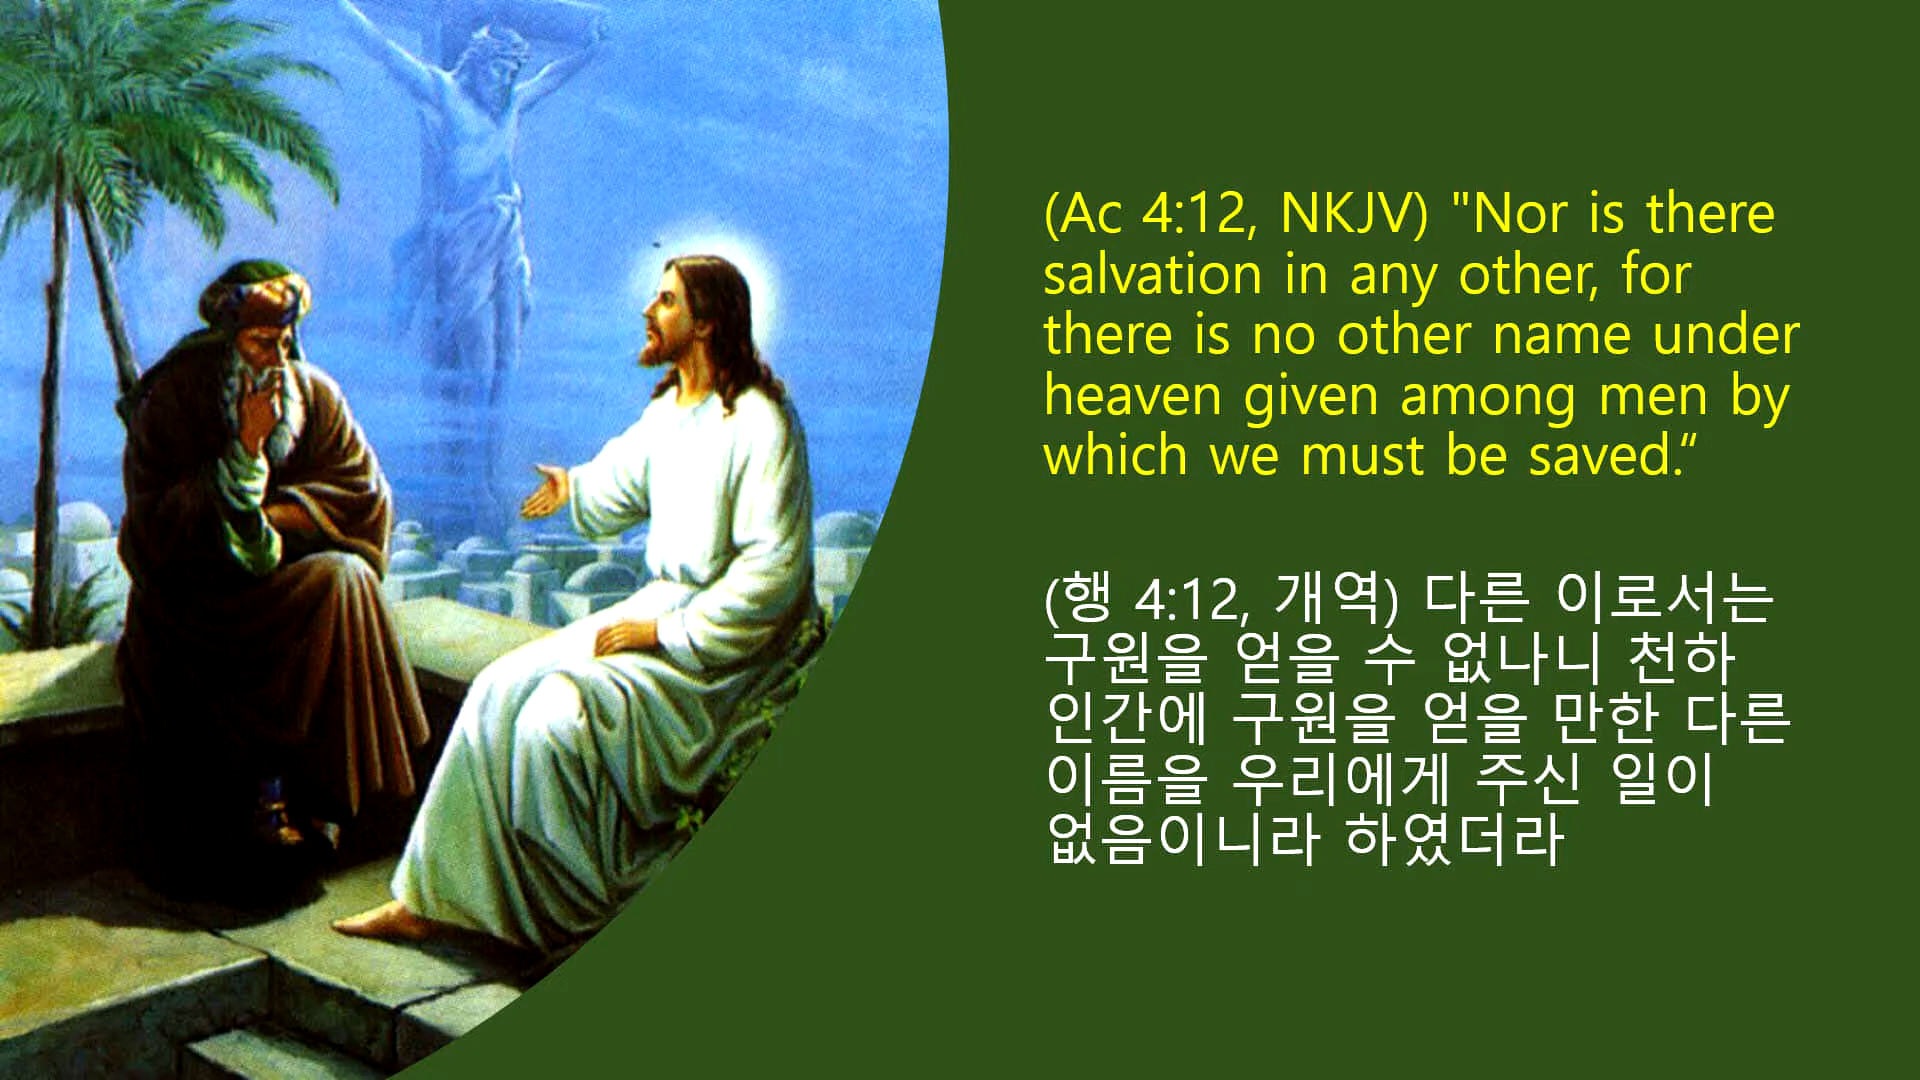 (Ac 4:12, NKJV) "Nor is there
salvation in any other, for
there is no other name under
heaven given among men by
which we must be saved.“
(행 4:12, 개역) 다른 이로서는
구원을 얻을 수 없나니 천하
인간에 구원을 얻을 만한 다른
이름을 우리에게 주신 일이
없음이니라 하였더라